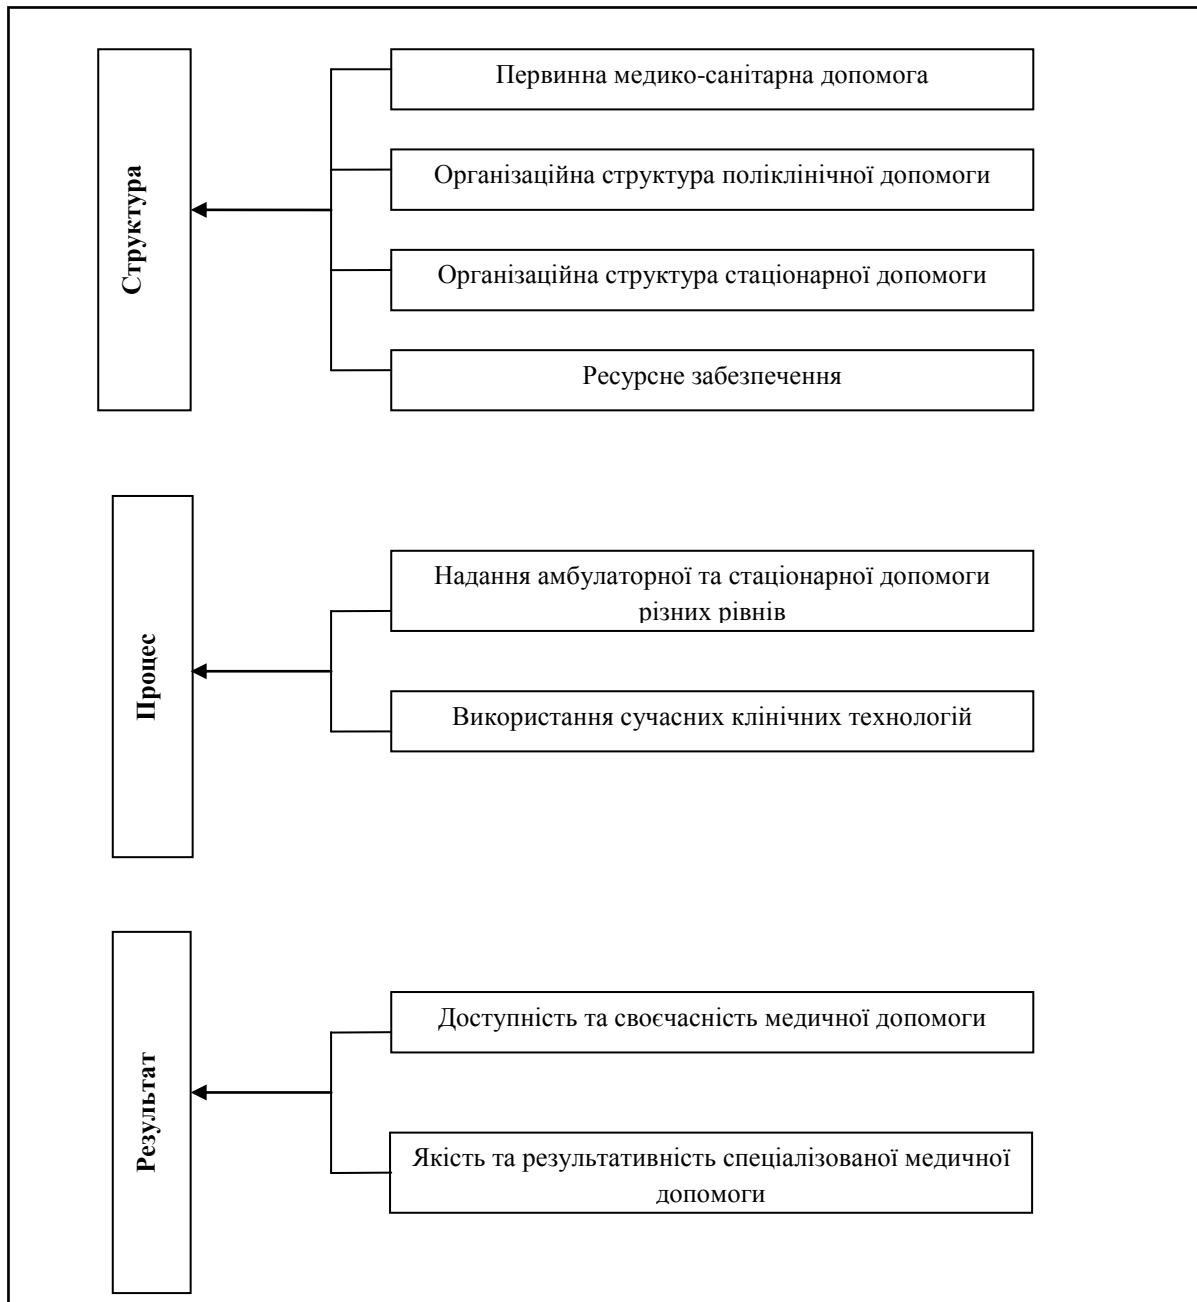 Структура
Первинна медико-санітарна допомога
Організаційна структура поліклінічної допомоги
Організаційна структура стаціонарної допомоги
Ресурсне забезпечення
Процес
Надання амбулаторної та стаціонарної допомоги
різних рівнів
Використання сучасних клінічних технологій
Результат
Доступність та своєчасність медичної допомоги
Якість та результативність спеціалізованої медичної
допомоги